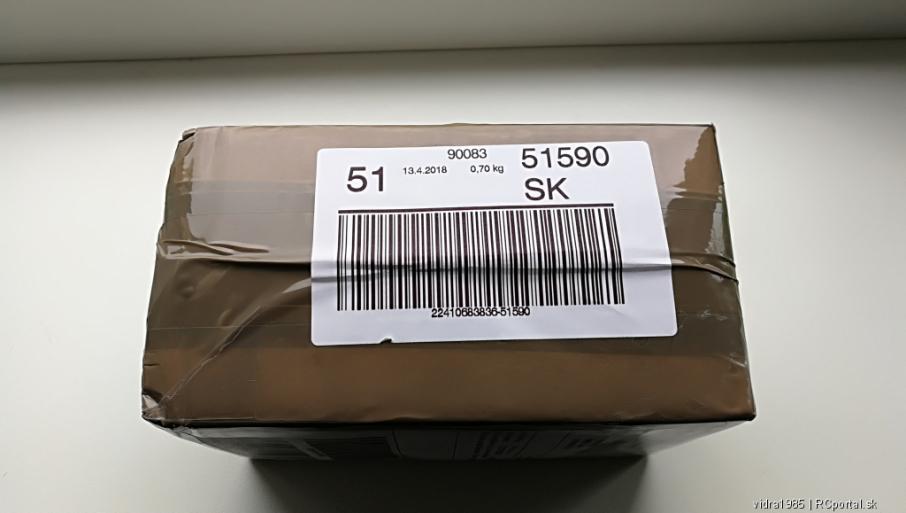 90083
51 13.4.2018 0,70 kg 51590
SK
22410683836-51590
vidra1985 | RCportal.sk